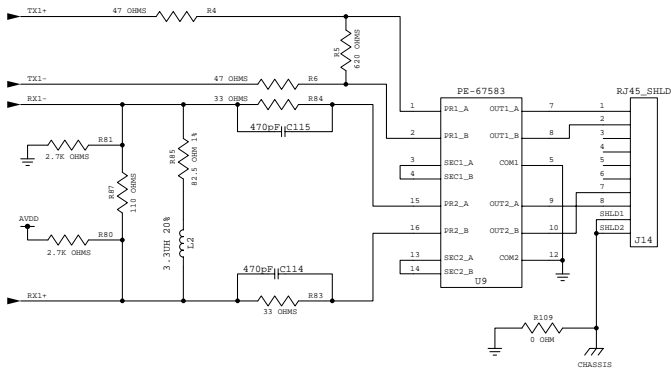 TX1+ 47 OHMS R4
R5
620 OHMS
TX1- 47 OHMS R6
RX1- 33 OHMS R84
470pF C115
R81
2.7K OHMS
R87
110 OHMS
R85
82.5 OHM 1%
AVDD
R80
2.7K OHMS
3.3UH 20%
L2
470pF C114
RX1+ R83
33 OHMS
PE-67583
1 PR1_A OUT1_A 7
2 PR1_B OUT1_B 8
3 SEC1_A COM1 5
4 SEC1_B
15 PR2_A OUT2_A 9
16 PR2_B OUT2_B 10
13 SEC2_A COM2 12
14 SEC2_B
U9
RJ45_SHLD
1
2
3
4
5
6
7
8
SHLD1
SHLD2
J14
R109
0 OHM
CHASSIS